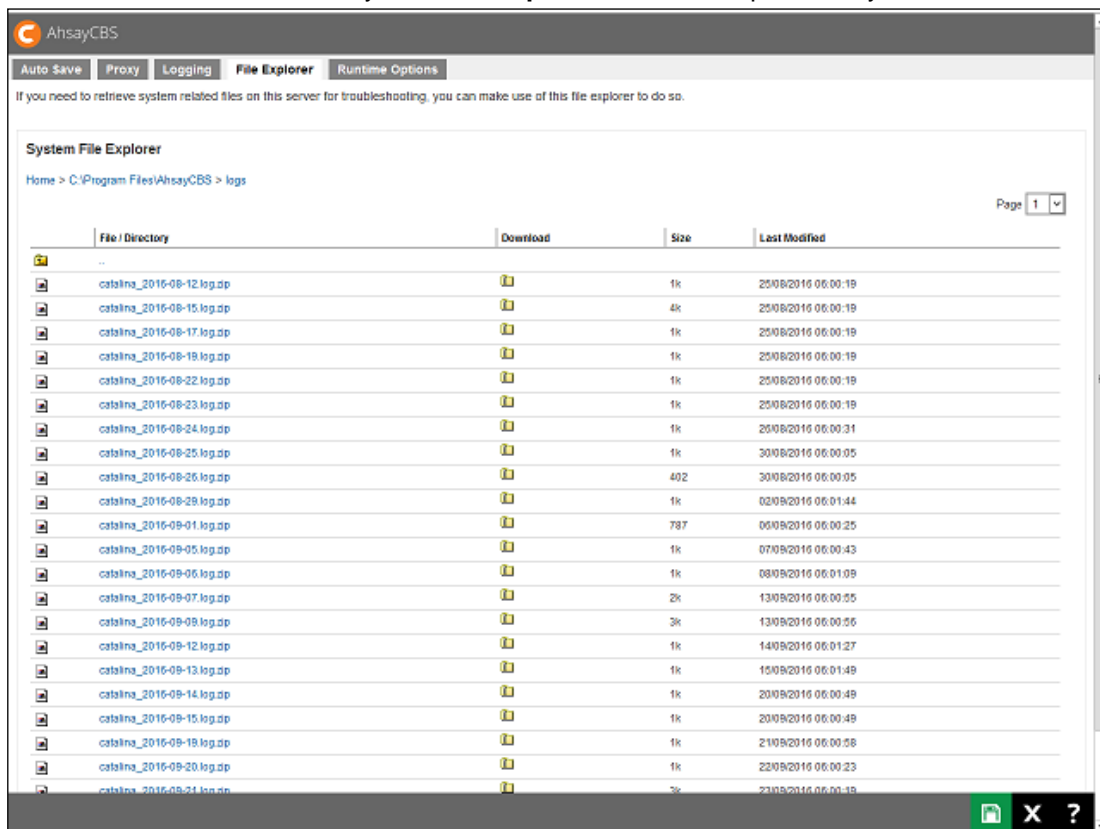 AhsayCBS
Auto Save Proxy Logging File Explorer Runtime Options
If you need to retrieve system related files on this server for troubleshooting, you can make use of this file explorer to do so.
System File Explorer
Home > C:\Program Files\AhsayCBS > logs
Page 1
File / Directory Download Size Last Modified
..
catalina_2016-08-12.log.zip 1k 25/08/2016 06:00:19
catalina_2016-08-15.log.zip 4k 25/08/2016 06:00:19
catalina_2016-08-17.log.zip 1k 25/08/2016 06:00:19
catalina_2016-08-19.log.zip 1k 25/08/2016 06:00:19
catalina_2016-08-22.log.zip 1k 25/08/2016 06:00:19
catalina_2016-08-23.log.zip 1k 25/08/2016 06:00:19
catalina_2016-08-24.log.zip 1k 26/08/2016 06:00:31
catalina_2016-08-25.log.zip 1k 30/08/2016 06:00:05
catalina_2016-08-26.log.zip 402 30/08/2016 06:00:05
catalina_2016-08-29.log.zip 1k 02/09/2016 06:01:44
catalina_2016-09-01.log.zip 787 06/09/2016 06:00:25
catalina_2016-09-05.log.zip 1k 07/09/2016 06:00:43
catalina_2016-09-06.log.zip 1k 08/09/2016 06:01:09
catalina_2016-09-07.log.zip 2k 13/09/2016 06:00:55
catalina_2016-09-09.log.zip 3k 13/09/2016 06:00:56
catalina_2016-09-12.log.zip 1k 14/09/2016 06:01:27
catalina_2016-09-13.log.zip 1k 15/09/2016 06:01:49
catalina_2016-09-14.log.zip 1k 20/09/2016 06:00:49
catalina_2016-09-15.log.zip 1k 20/09/2016 06:00:49
catalina_2016-09-19.log.zip 1k 21/09/2016 06:00:58
catalina_2016-09-20.log.zip 1k 22/09/2016 06:00:23
catalina_2016-09-21.log.zip 3k 23/09/2016 06:00:19
X ?